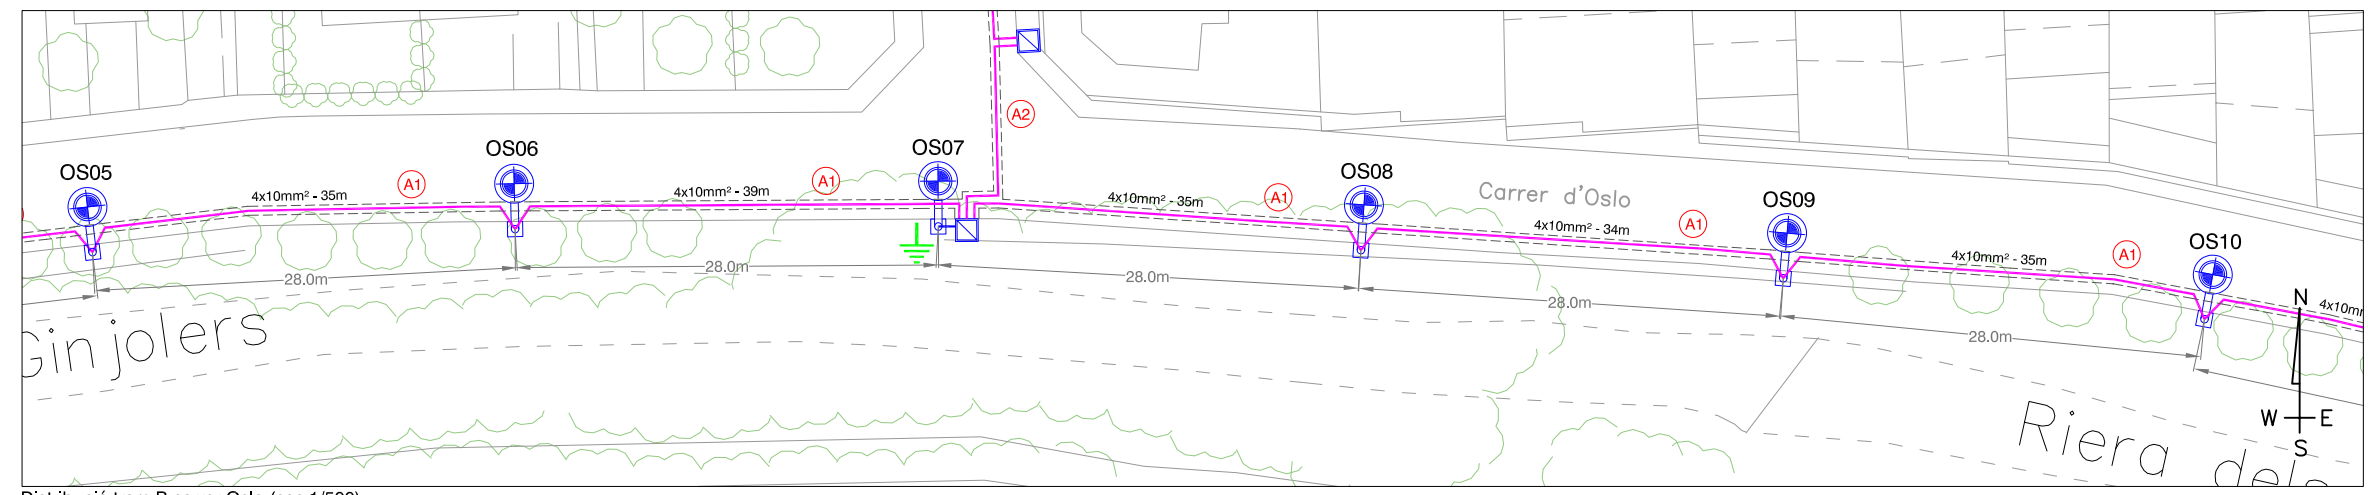 A2
OS05
OS06
OS07
OS08
OS09
OS10
4x10mm² - 35m
A1
4x10mm² - 39m
A1
4x10mm² - 35m
A1
Carrer d'Oslo
4x10mm² - 34m
A1
4x10mm² - 35m
A1
28.0m
28.0m
28.0m
28.0m
28.0m
Ginjolers
Riera dels
N
W E
S